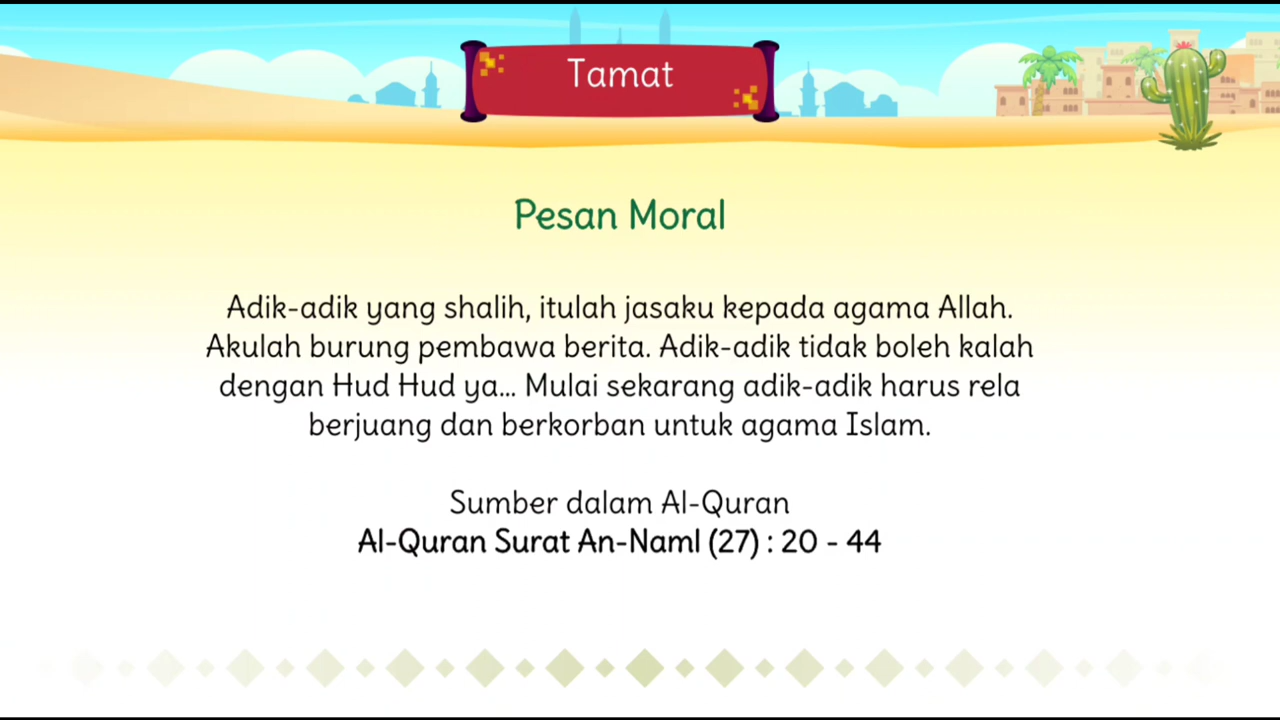 Tamat
Pesan Moral
Adik-adik yang shalih, itulah jasaku kepada agama Allah.
Akulah burung pembawa berita. Adik-adik tidak boleh kalah
dengan Hud Hud ya... Mulai sekarang adik-adik harus rela
berjuang dan berkorban untuk agama Islam.
Sumber dalam Al-Quran
Al-Quran Surat An-Naml (27) : 20 - 44